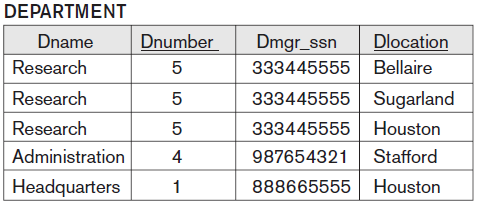 DEPARTMENT
Dname Dnumber Dmgr_ssn Dlocation
Research 5 333445555 Bellaire
Research 5 333445555 Sugarland
Research 5 333445555 Houston
Administration 4 987654321 Stafford
Headquarters 1 888665555 Houston